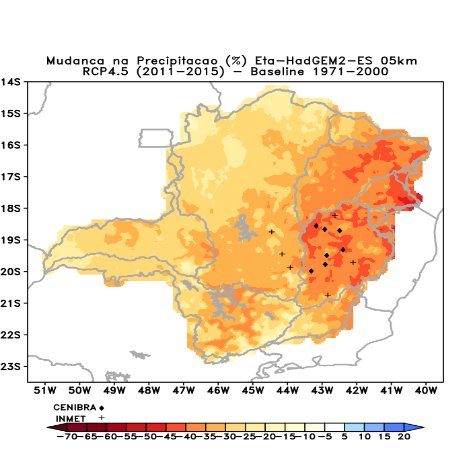 Mudanca na Precipitacao (%) Eta−HadGEM2−ES 05km
RCP4.5 (2011−2015) − Baseline 1971−2000
14S
15S
16S
17S
18S
19S
20S
21S
22S
23S
51W 50W 49W 48W 47W 46W 45W 44W 43W 42W 41W 40W
CENIBRA
INMET
−70−65−60−55−50−45−40−35−30−25−20−15−10 −5 5 10 15 20